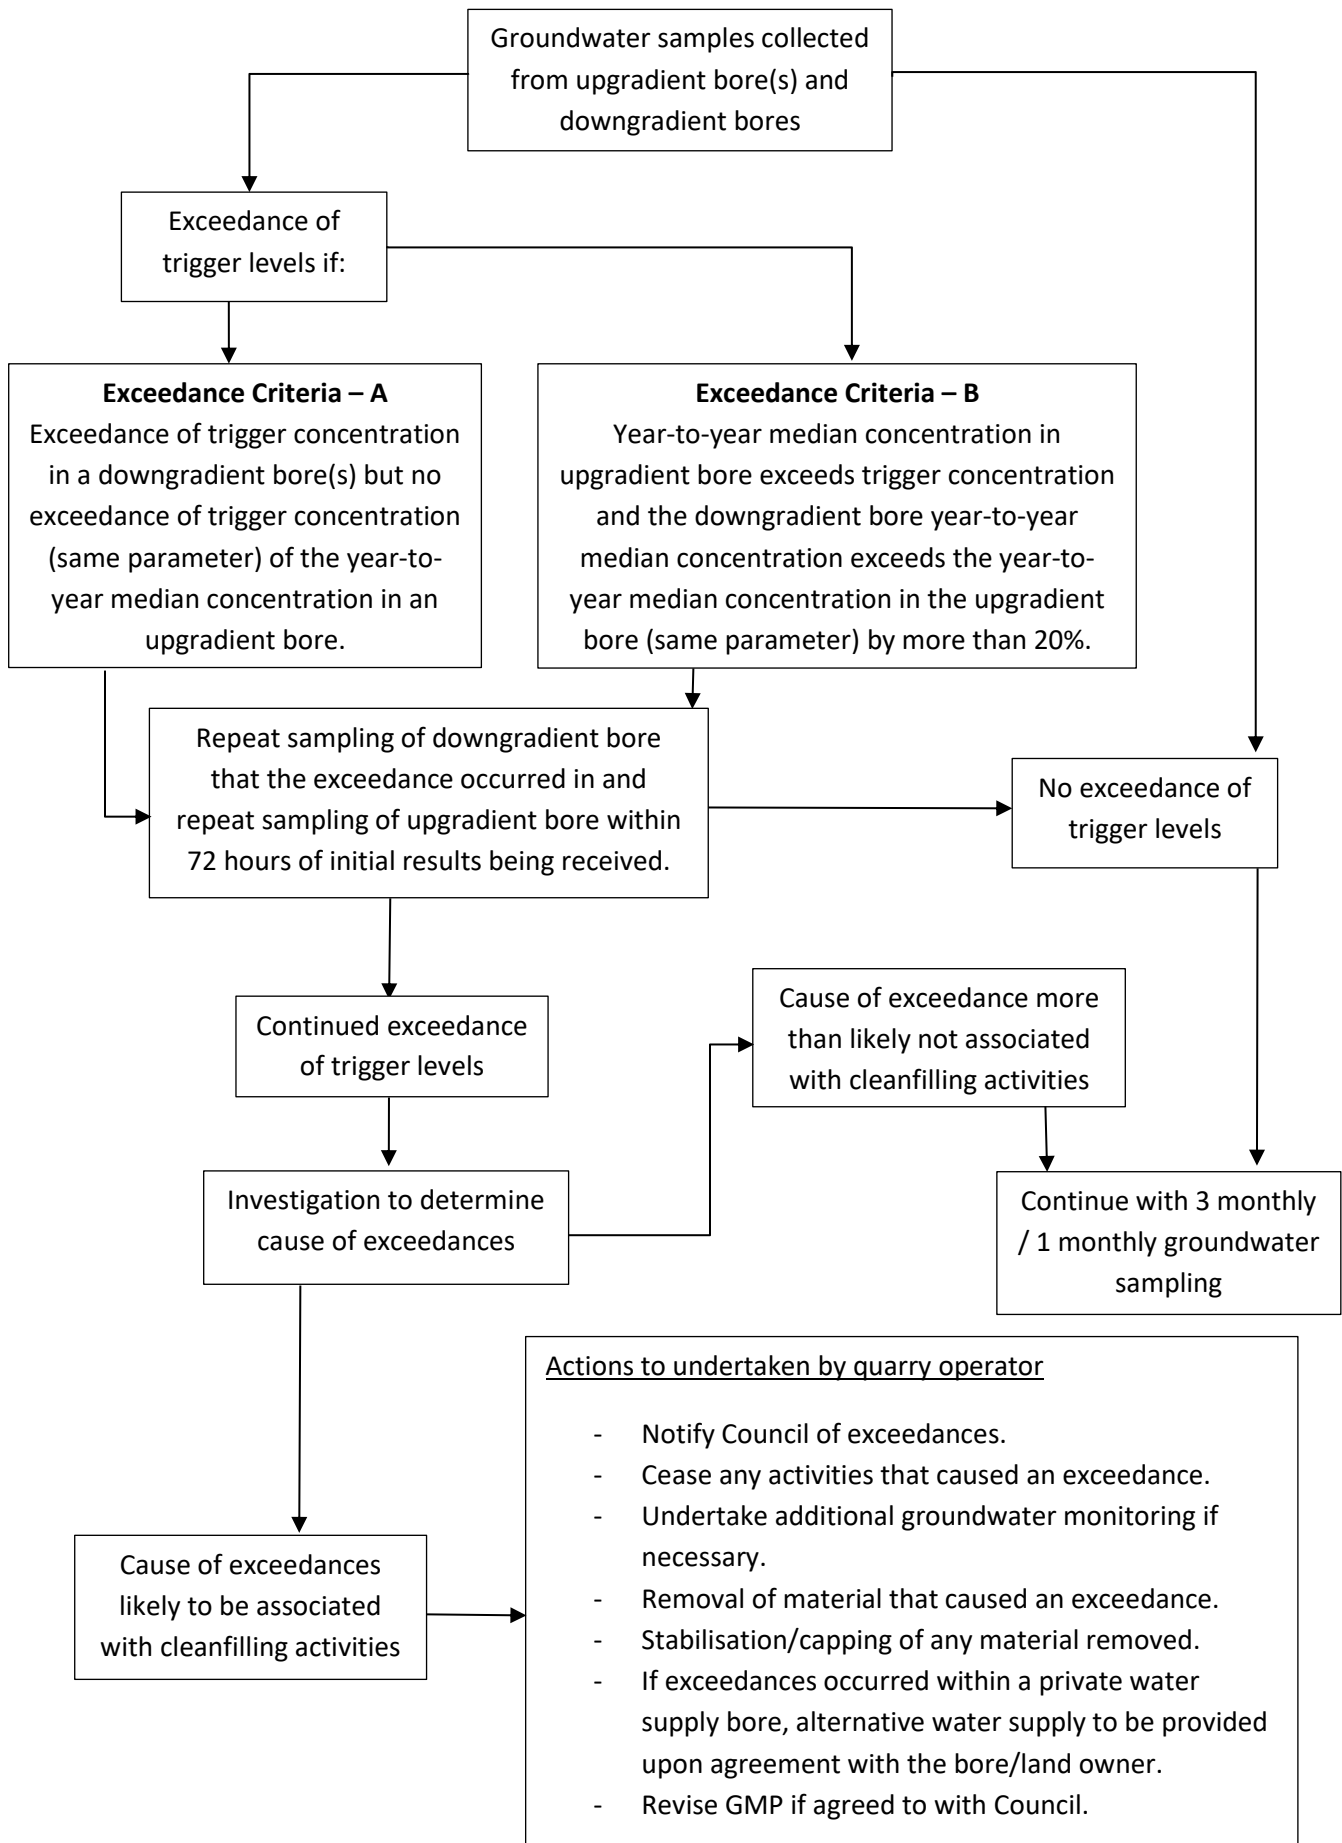 Groundwater samples collected
from upgradient bore(s) and
downgradient bores
Exceedance of
trigger levels if:
Exceedance Criteria – A
Exceedance of trigger concentration
in a downgradient bore(s) but no
exceedance of trigger concentration
(same parameter) of the year-to-
year median concentration in an
upgradient bore.
Exceedance Criteria – B
Year-to-year median concentration in
upgradient bore exceeds trigger concentration
and the downgradient bore year-to-year
median concentration exceeds the year-to-
year median concentration in the upgradient
bore (same parameter) by more than 20%.
Repeat sampling of downgradient bore
that the exceedance occurred in and
repeat sampling of upgradient bore within
72 hours of initial results being received.
No exceedance of
trigger levels
Continued exceedance
of trigger levels
Cause of exceedance more
than likely not associated
with cleanfilling activities
Investigation to determine
cause of exceedances
Continue with 3 monthly
/ 1 monthly groundwater
sampling
Cause of exceedances
likely to be associated
with cleanfilling activities
Actions to undertaken by quarry operator
- Notify Council of exceedances.
- Cease any activities that caused an exceedance.
- Undertake additional groundwater monitoring if
necessary.
- Removal of material that caused an exceedance.
- Stabilisation/capping of any material removed.
- If exceedances occurred within a private water
supply bore, alternative water supply to be provided
upon agreement with the bore/land owner.
- Revise GMP if agreed to with Council.